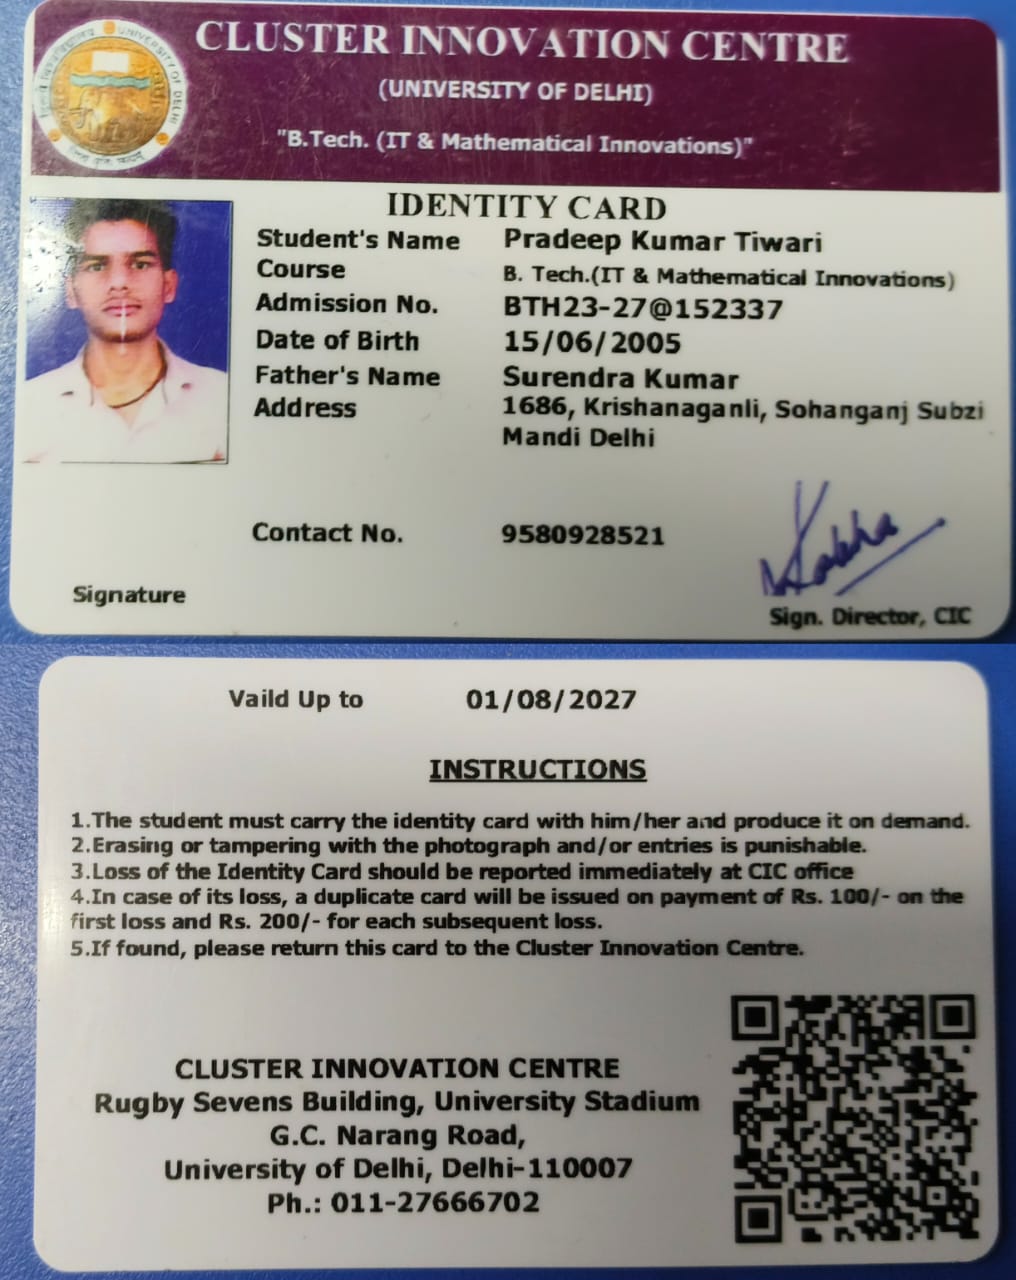 CLUSTER INNOVATION CENTRE
(UNIVERSITY OF DELHI)
"B.Tech. (IT & Mathematical Innovations)"
UNIVERSITY OF DELHI
IDENTITY CARD
Student's Name Pradeep Kumar Tiwari
Course B. Tech.(IT & Mathematical Innovations)
Admission No. BTH23-27@152337
Date of Birth 15/06/2005
Father's Name Surendra Kumar
Address 1686, Krishanaganli, Sohanganj Subzi
Mandi Delhi
Contact No. 9580928521
Signature
Sign. Director, CIC
Vaild Up to 01/08/2027
INSTRUCTIONS
1.The student must carry the identity card with him/her and produce it on demand.
2.Erasing or tampering with the photograph and/or entries is punishable.
3.Loss of the Identity Card should be reported immediately at CIC office
4.In case of its loss, a duplicate card will be issued on payment of Rs. 100/- on the
first loss and Rs. 200/- for each subsequent loss.
5.If found, please return this card to the Cluster Innovation Centre.
CLUSTER INNOVATION CENTRE
Rugby Sevens Building, University Stadium
G.C. Narang Road,
University of Delhi, Delhi-110007
Ph.: 011-27666702